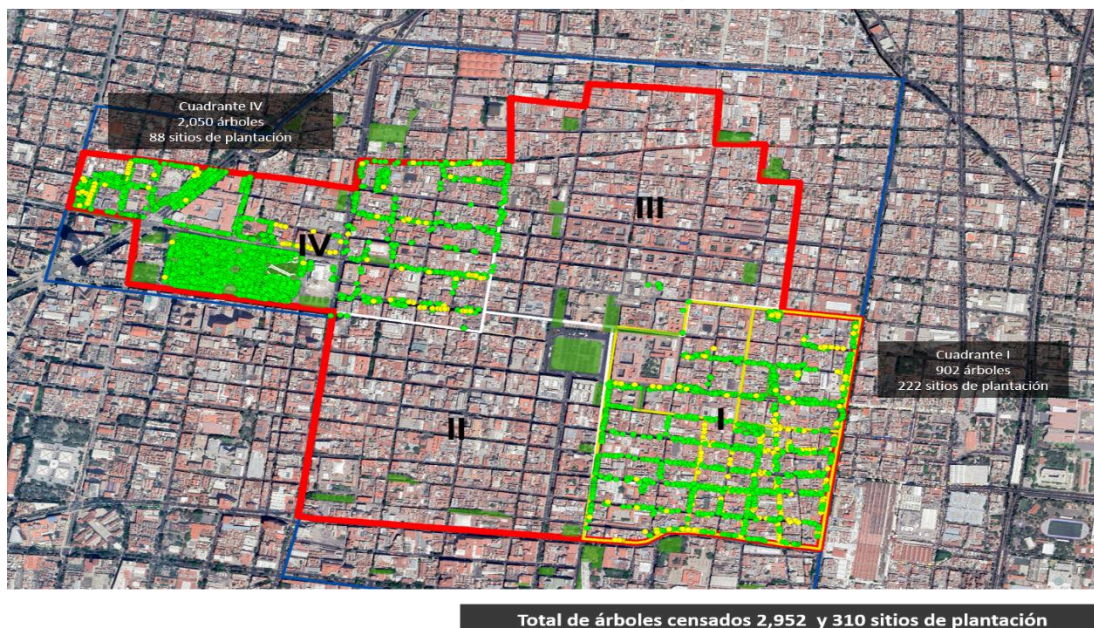 Cuadrante IV
2,050 árboles
88 sitios de plantación
III
IV
Cuadrante I
902 árboles
222 sitios de plantación
II
I
Total de árboles censados 2,952 y 310 sitios de plantación